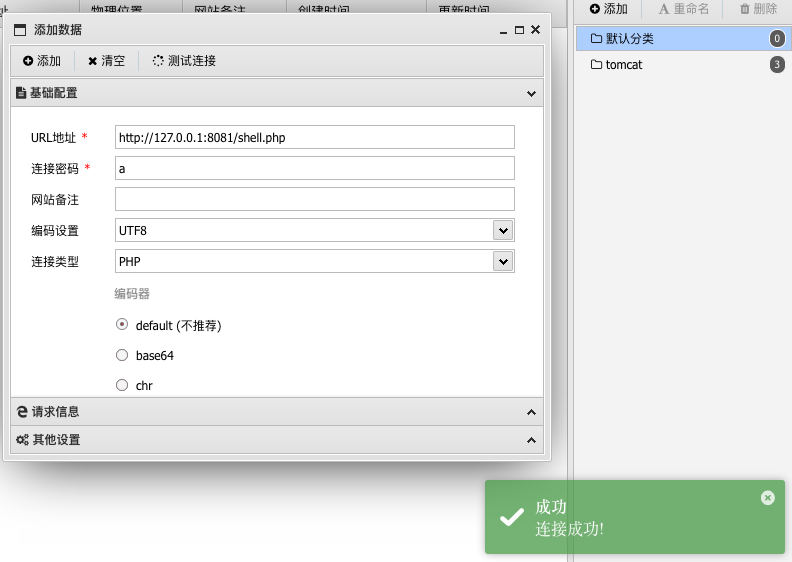 物理位置 网站备注 创建时间 更新时间
添加 重命名 删除
添加数据
添加 清空 测试连接
基础配置
URL地址 *
http://127.0.0.1:8081/shell.php
连接密码 *
a
网站备注
编码设置
UTF8
连接类型
PHP
编码器
default (不推荐)
base64
chr
请求信息
其他设置
默认分类 0
tomcat 3
成功
连接成功!